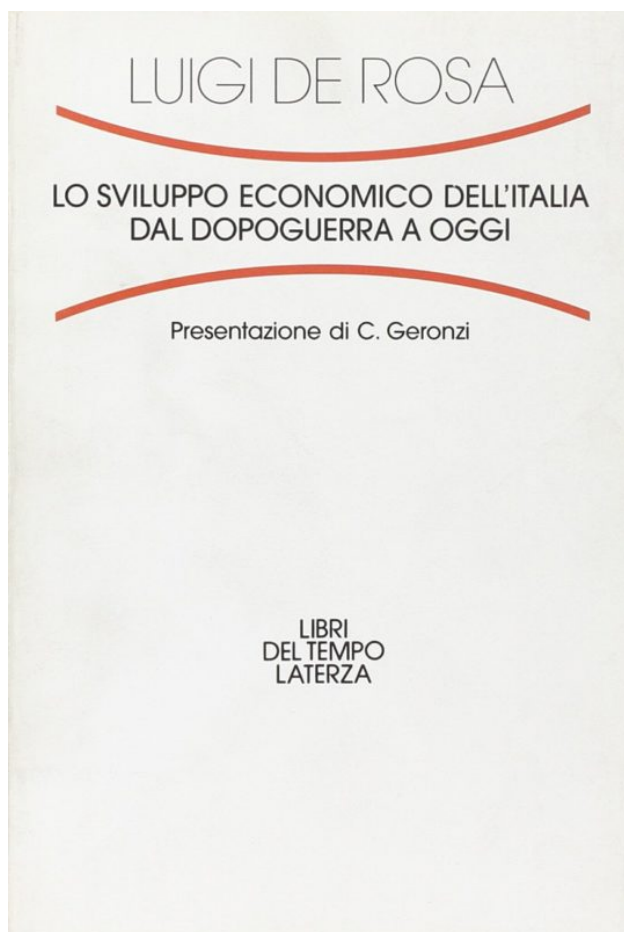 LUIGI DE ROSA
LO SVILUPPO ECONOMICO DELL'ITALIA
DAL DOPOGUERRA A OGGI
Presentazione di C. Geronzi
LIBRI
DEL TEMPO
LATERZA